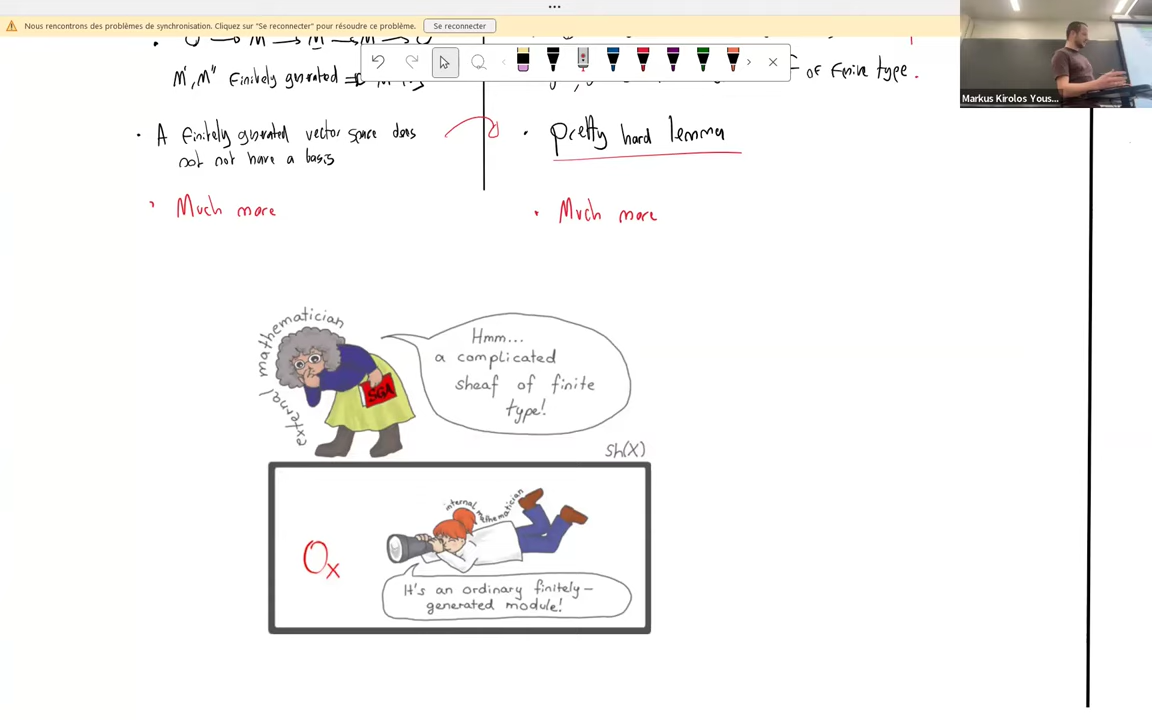 Nous rencontrons des problèmes de synchronisation. Cliquez sur "Se reconnecter" pour résoudre ce problème.
Se reconnecter
M', M" Finitely generated
OF Finite type.
Markus Kirolos Yous...
• A Finitely generated vector space does
not not have a basis
• Pretty hard lemma
Much more
• Much more
external mathematician
Hmm...
a complicated
sheaf of finite
type!
SGA
Sh(X)
internal mathematician
Ox
It's an ordinary finitely-
generated module!